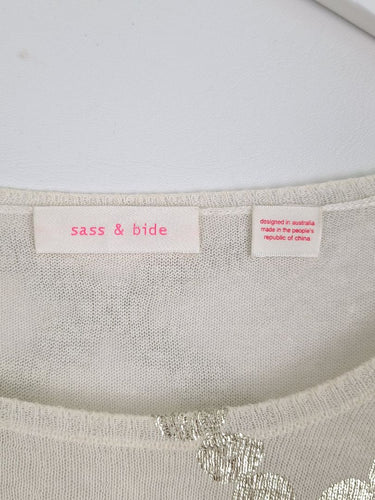 sass & bide
designed in australia
made in the people's
republic of china